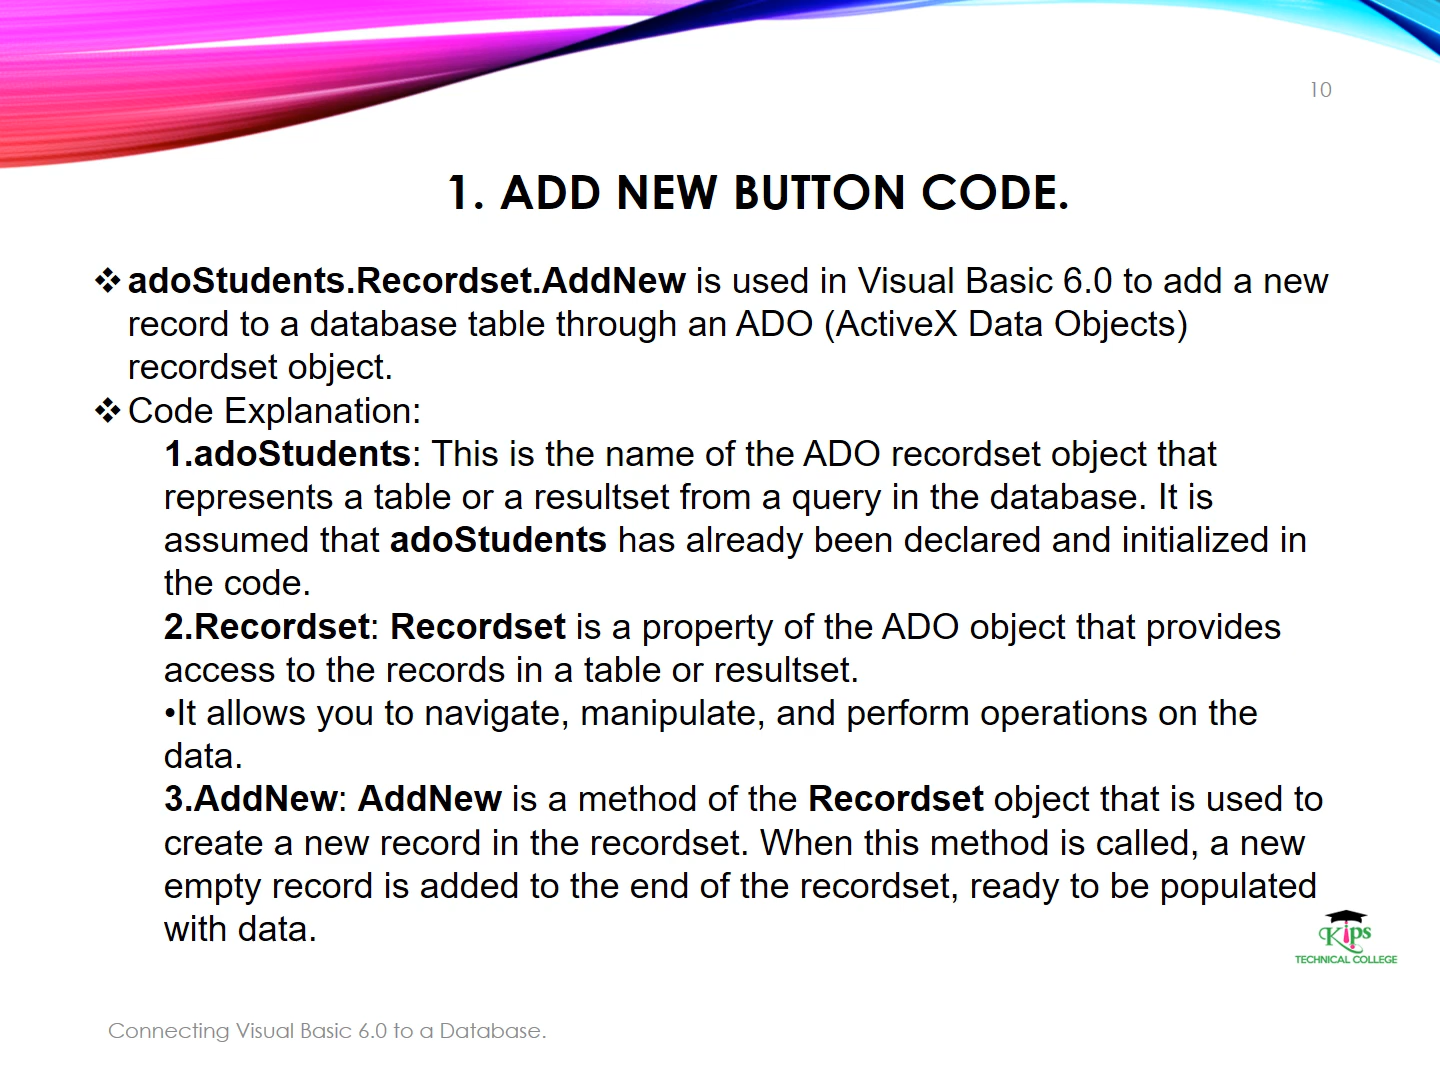 10
1. ADD NEW BUTTON CODE.
❖ adoStudents.Recordset.AddNew is used in Visual Basic 6.0 to add a new
record to a database table through an ADO (ActiveX Data Objects)
recordset object.
❖ Code Explanation:
1.adoStudents: This is the name of the ADO recordset object that
represents a table or a resultset from a query in the database. It is
assumed that adoStudents has already been declared and initialized in
the code.
2.Recordset: Recordset is a property of the ADO object that provides
access to the records in a table or resultset.
•It allows you to navigate, manipulate, and perform operations on the
data.
3.AddNew: AddNew is a method of the Recordset object that is used to
create a new record in the recordset. When this method is called, a new
empty record is added to the end of the recordset, ready to be populated
with data.
Kips
TECHNICAL COLLEGE
Connecting Visual Basic 6.0 to a Database.